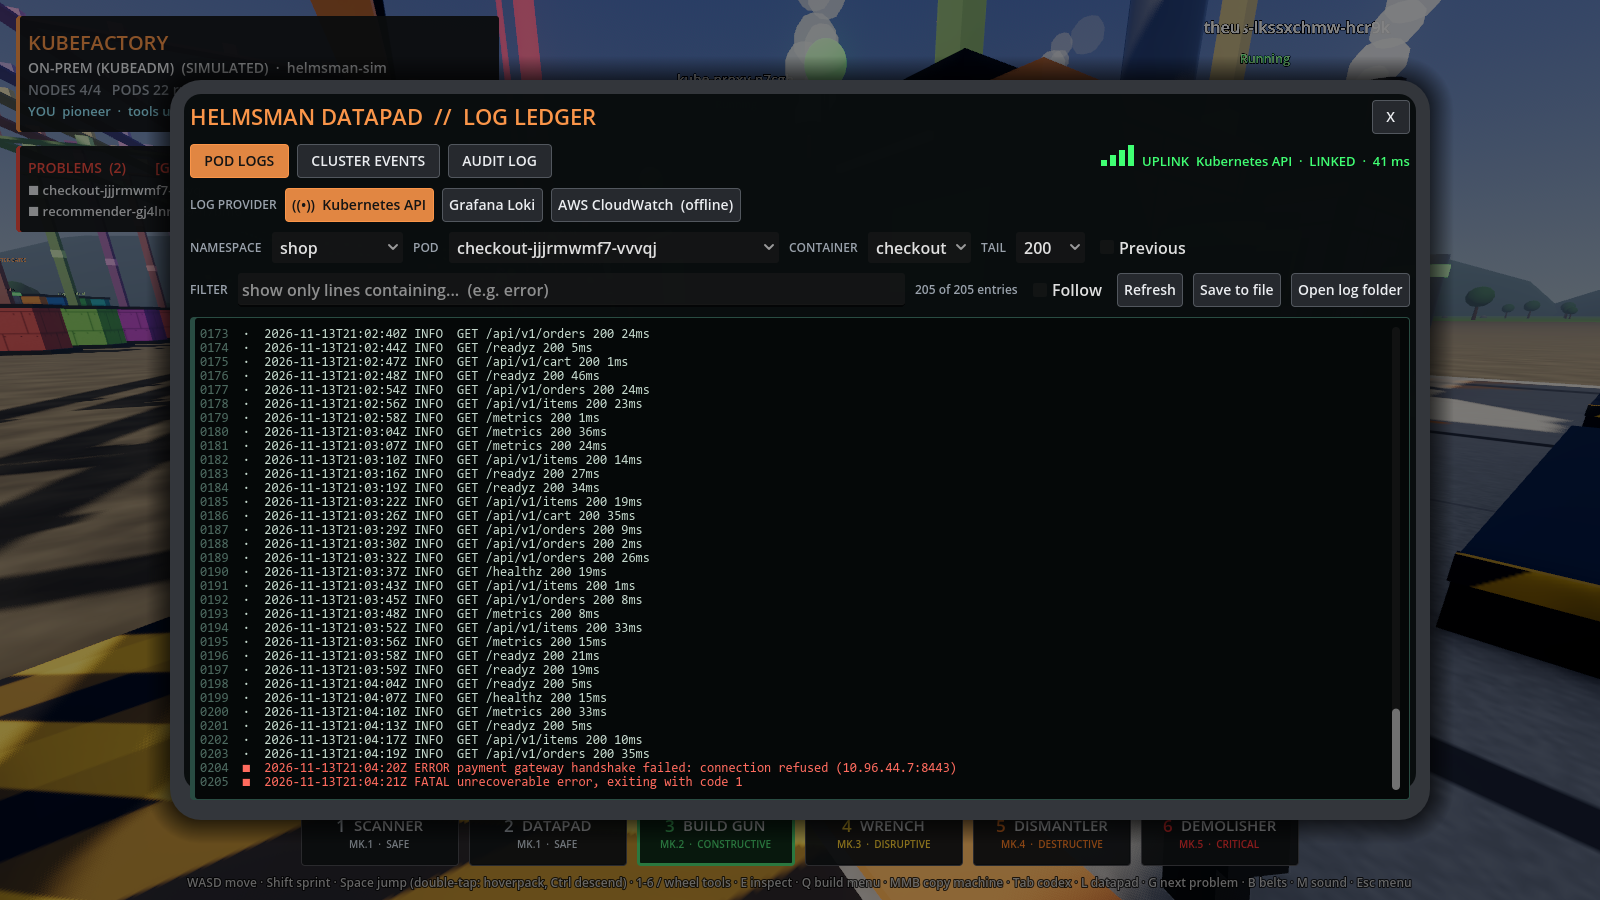 KUBEFACTORY
ON-PREM (KUBEADM) (SIMULATED) · helmsman-sim
NODES 4/4 PODS 22
YOU pioneer · tools u
PROBLEMS (2) [G
■ checkout-jjjrmwmf7-
■ recommender-gj4lnr
Running
HELMSMAN DATAPAD // LOG LEDGER
X
POD LOGS CLUSTER EVENTS AUDIT LOG
UPLINK Kubernetes API · LINKED · 41 ms
LOG PROVIDER ((•)) Kubernetes API Grafana Loki AWS CloudWatch (offline)
NAMESPACE shop POD checkout-jjjrmwmf7-vvvqj CONTAINER checkout TAIL 200 Previous
FILTER show only lines containing... (e.g. error) 205 of 205 entries Follow Refresh Save to file Open log folder
0173 · 2026-11-13T21:02:40Z INFO GET /api/v1/orders 200 24ms
0174 · 2026-11-13T21:02:44Z INFO GET /readyz 200 5ms
0175 · 2026-11-13T21:02:47Z INFO GET /api/v1/cart 200 1ms
0176 · 2026-11-13T21:02:48Z INFO GET /readyz 200 46ms
0177 · 2026-11-13T21:02:54Z INFO GET /api/v1/orders 200 24ms
0178 · 2026-11-13T21:02:56Z INFO GET /api/v1/items 200 23ms
0179 · 2026-11-13T21:02:58Z INFO GET /metrics 200 1ms
0180 · 2026-11-13T21:03:04Z INFO GET /metrics 200 36ms
0181 · 2026-11-13T21:03:07Z INFO GET /metrics 200 24ms
0182 · 2026-11-13T21:03:10Z INFO GET /api/v1/items 200 14ms
0183 · 2026-11-13T21:03:16Z INFO GET /readyz 200 27ms
0184 · 2026-11-13T21:03:19Z INFO GET /readyz 200 34ms
0185 · 2026-11-13T21:03:22Z INFO GET /api/v1/items 200 19ms
0186 · 2026-11-13T21:03:26Z INFO GET /api/v1/cart 200 35ms
0187 · 2026-11-13T21:03:29Z INFO GET /api/v1/orders 200 9ms
0188 · 2026-11-13T21:03:30Z INFO GET /api/v1/orders 200 2ms
0189 · 2026-11-13T21:03:32Z INFO GET /api/v1/orders 200 26ms
0190 · 2026-11-13T21:03:37Z INFO GET /healthz 200 19ms
0191 · 2026-11-13T21:03:43Z INFO GET /api/v1/items 200 1ms
0192 · 2026-11-13T21:03:45Z INFO GET /api/v1/orders 200 8ms
0193 · 2026-11-13T21:03:48Z INFO GET /metrics 200 8ms
0194 · 2026-11-13T21:03:52Z INFO GET /api/v1/items 200 33ms
0195 · 2026-11-13T21:03:56Z INFO GET /metrics 200 15ms
0196 · 2026-11-13T21:03:58Z INFO GET /readyz 200 21ms
0197 · 2026-11-13T21:03:59Z INFO GET /readyz 200 19ms
0198 · 2026-11-13T21:04:04Z INFO GET /readyz 200 5ms
0199 · 2026-11-13T21:04:07Z INFO GET /healthz 200 15ms
0200 · 2026-11-13T21:04:10Z INFO GET /metrics 200 33ms
0201 · 2026-11-13T21:04:13Z INFO GET /readyz 200 5ms
0202 · 2026-11-13T21:04:17Z INFO GET /api/v1/items 200 10ms
0203 · 2026-11-13T21:04:19Z INFO GET /api/v1/orders 200 35ms
0204 ■ 2026-11-13T21:04:20Z ERROR payment gateway handshake failed: connection refused (10.96.44.7:8443)
0205 ■ 2026-11-13T21:04:21Z FATAL unrecoverable error, exiting with code 1
1 SCANNER 2 DATAPAD 3 BUILD GUN 4 WRENCH 5 DISMANTLER 6 DEMOLISHER
MK.1 · SAFE MK.1 · SAFE MK.2 · CONSTRUCTIVE MK.3 · DISRUPTIVE MK.4 · DESTRUCTIVE MK.5 · CRITICAL
WASD move · Shift sprint · Space jump (double-tap: hoverpack, Ctrl descend) · 1-6 / wheel tools · E inspect · Q build menu · MMB copy machine · Tab codex · L datapad · G next problem · B belts · M sound · Esc menu